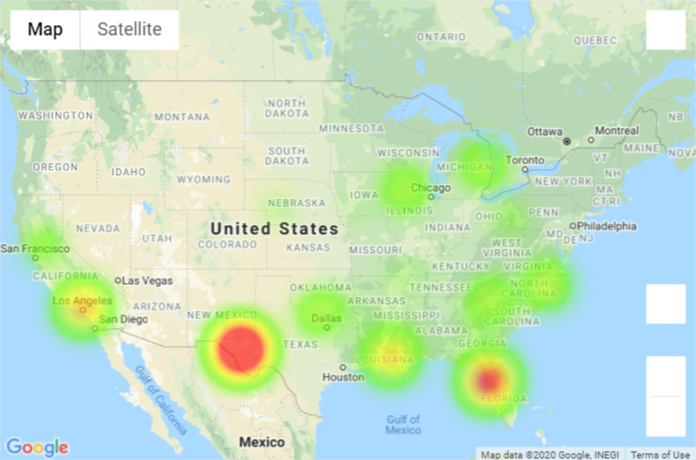 Map Satellite
ONTARIO
QUEBEC
NB
WASHINGTON
MONTANA
NORTH
DAKOTA
MINNESOTA
Ottawa
Montreal
MAINE
NOVA
OREGON
IDAHO
SOUTH
DAKOTA
WISCONSIN
MICHIGAN
Toronto
VT
NH
WYOMING
IOWA
Chicago
NEW YORK
MA
CT RI
NEBRASKA
ILLINOIS
INDIANA
OHIO
PENN
NEVADA
UTAH
United States
COLORADO
KANSAS
MISSOURI
WEST
VIRGINIA
MD
DE
NJ
Philadelphia
San Francisco
CALIFORNIA
Las Vegas
KENTUCKY
VIRGINIA
Los Angeles
San Diego
ARIZONA
NEW MEXICO
OKLAHOMA
ARKANSAS
TENNESSEE
NORTH
CAROLINA
Dallas
MISSISSIPPI
SOUTH
CAROLINA
ALABAMA
TEXAS
LOUISIANA
GEORGIA
Houston
FLORIDA
Gulf of
California
Gulf of
Mexico
Mexico
Google
Map data ©2020 Google, INEGI Terms of Use